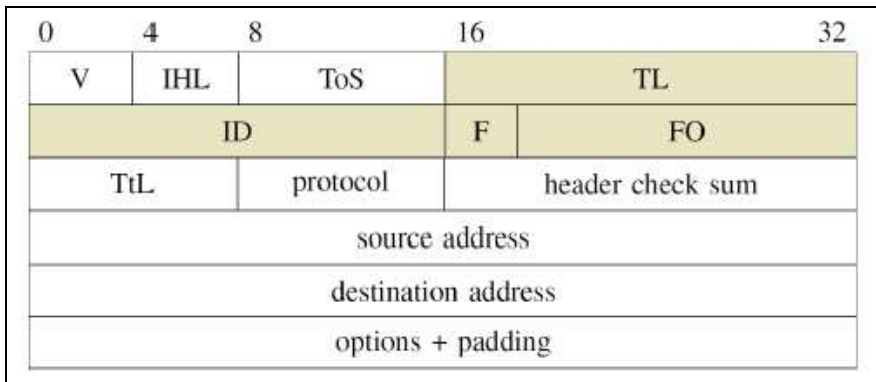 0 4 8 16 32
V IHL ToS TL
ID F FO
TtL protocol header check sum
source address
destination address
options + padding